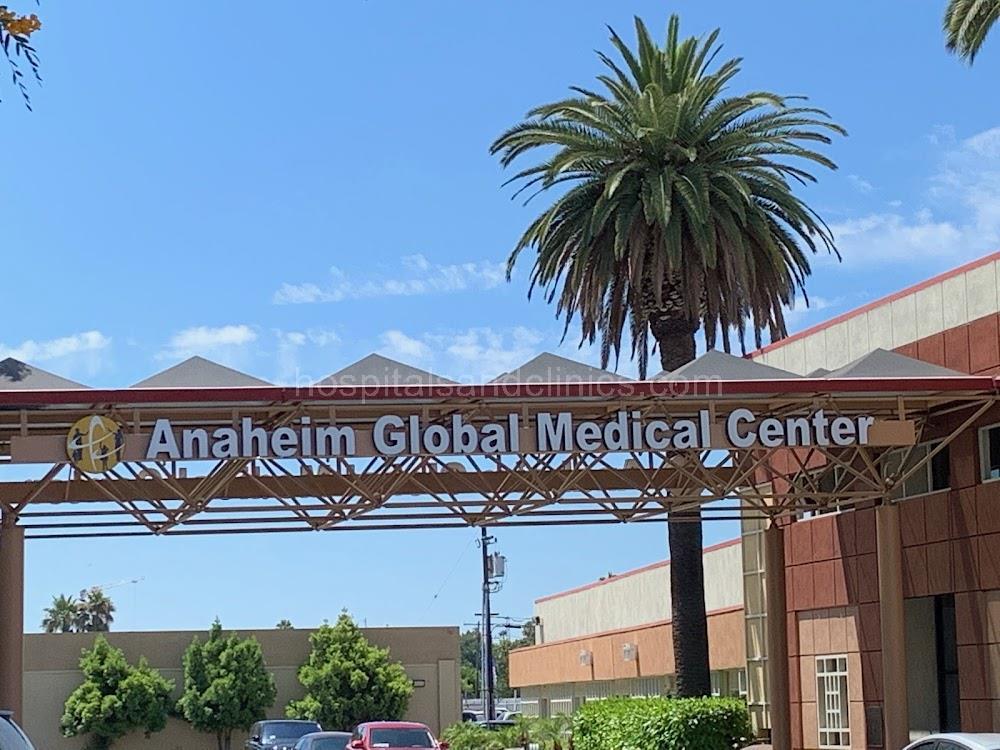 hospitalsandclinics.com
Anaheim Global Medical Center